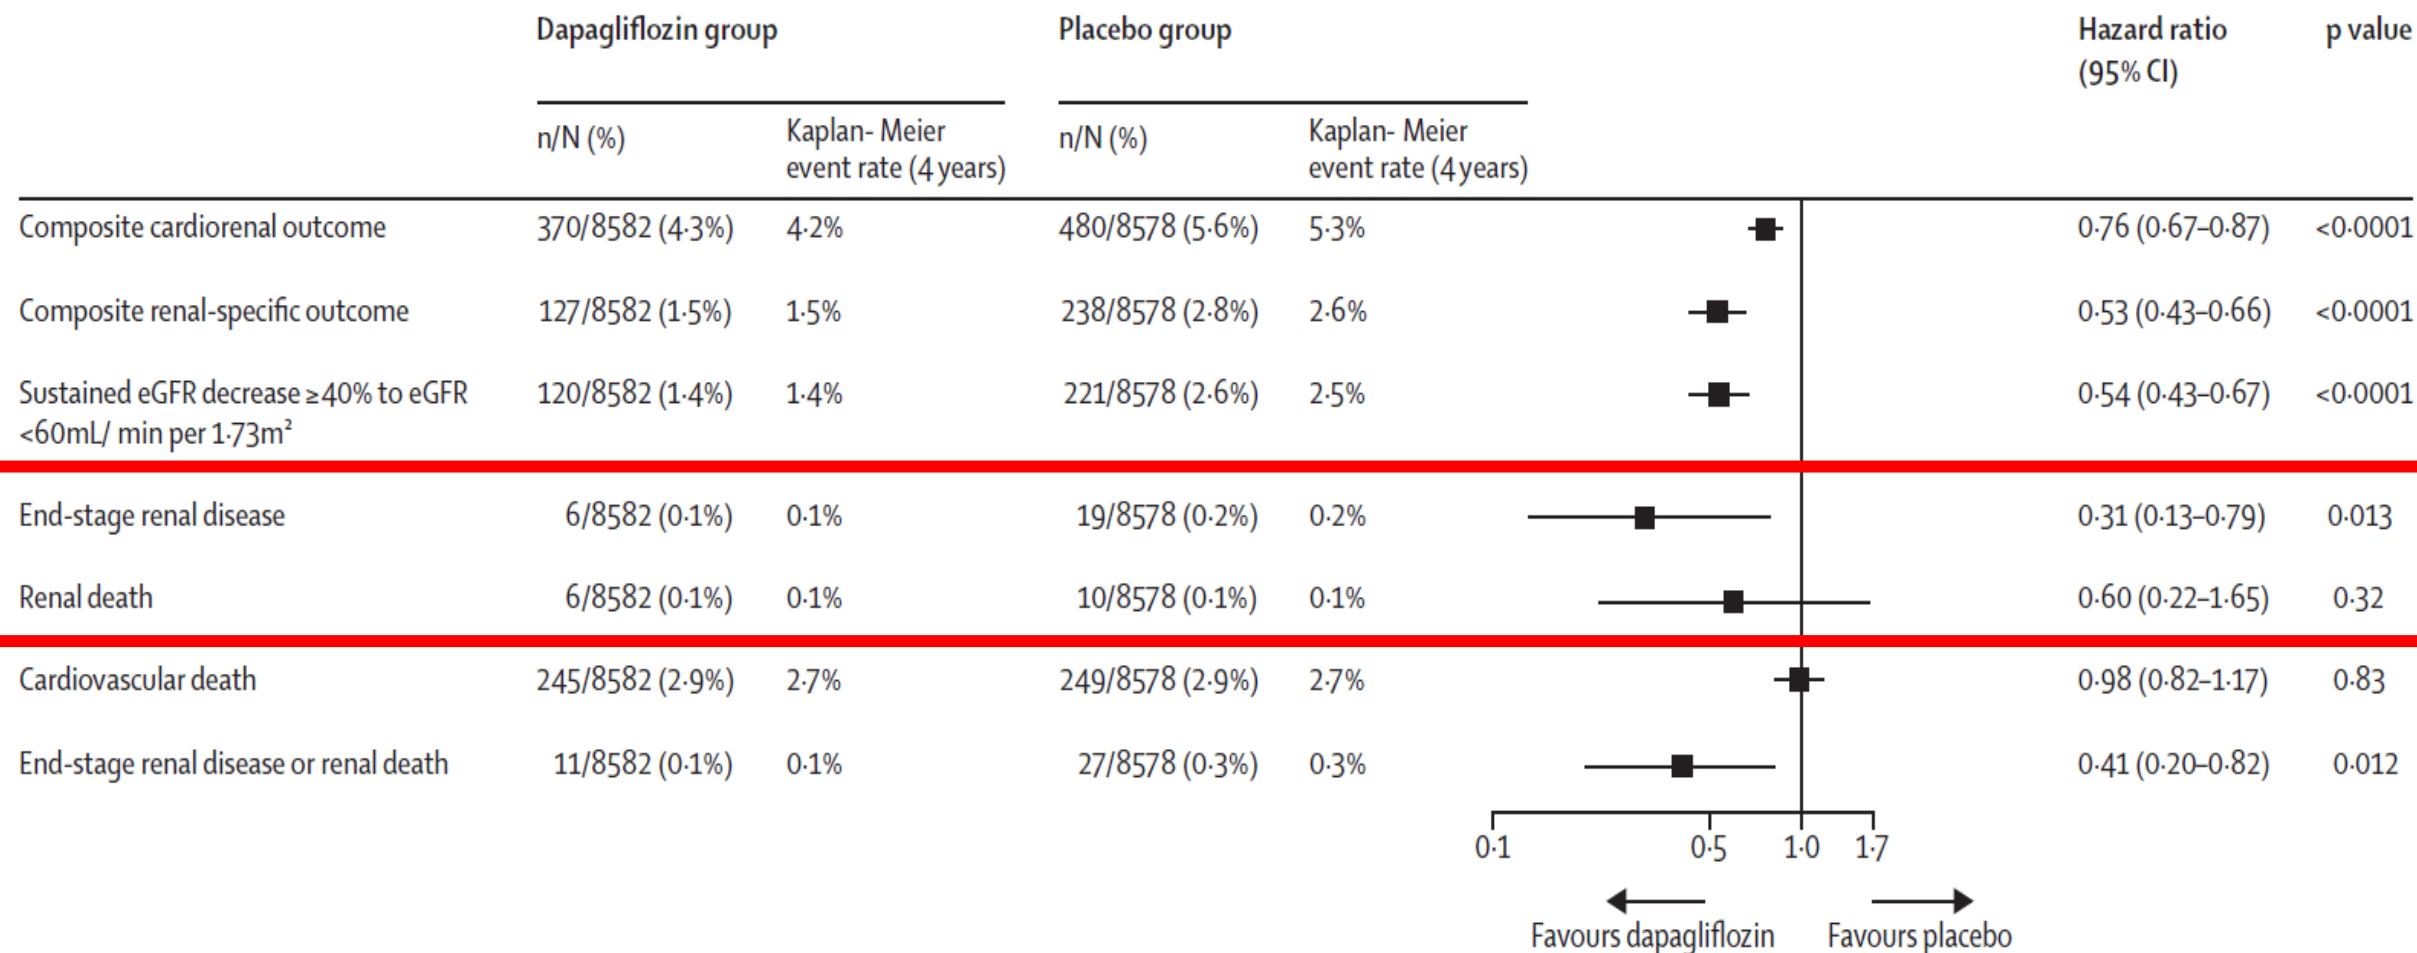 Dapagliflozin group Placebo group Hazard ratio p value
(95% CI)
n/N (%) Kaplan- Meier n/N (%) Kaplan- Meier
event rate (4 years) event rate (4 years)
Composite cardiorenal outcome 370/8582 (4·3%) 4·2% 480/8578 (5·6%) 5·3% 0·76 (0·67–0·87) <0·0001
Composite renal-specific outcome 127/8582 (1·5%) 1·5% 238/8578 (2·8%) 2·6% 0·53 (0·43–0·66) <0·0001
Sustained eGFR decrease ≥40% to eGFR 120/8582 (1·4%) 1·4% 221/8578 (2·6%) 2·5% 0·54 (0·43–0·67) <0·0001
<60mL/ min per 1·73m²
End-stage renal disease 6/8582 (0·1%) 0·1% 19/8578 (0·2%) 0·2% 0·31 (0·13–0·79) 0·013
Renal death 6/8582 (0·1%) 0·1% 10/8578 (0·1%) 0·1% 0·60 (0·22–1·65) 0·32
Cardiovascular death 245/8582 (2·9%) 2·7% 249/8578 (2·9%) 2·7% 0·98 (0·82–1·17) 0·83
End-stage renal disease or renal death 11/8582 (0·1%) 0·1% 27/8578 (0·3%) 0·3% 0·41 (0·20–0·82) 0·012
0·1 0·5 1·0 1·7
Favours dapagliflozin Favours placebo